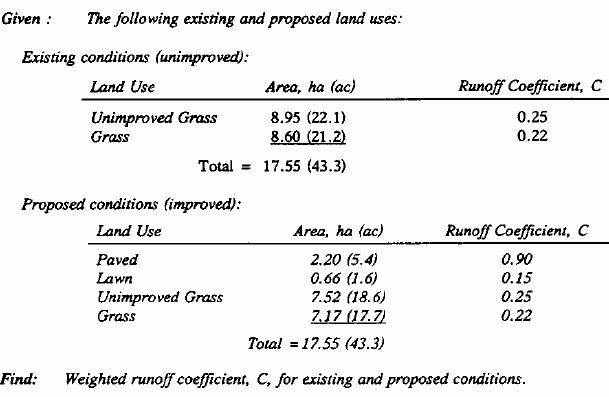 Given : The following existing and proposed land uses:
Existing conditions (unimproved):
Land Use Area, ha (ac) Runoff Coefficient, C
Unimproved Grass 8.95 (22.1) 0.25
Grass 8.60 (21.2) 0.22
Total = 17.55 (43.3)
Proposed conditions (improved):
Land Use Area, ha (ac) Runoff Coefficient, C
Paved 2.20 (5.4) 0.90
Lawn 0.66 (1.6) 0.15
Unimproved Grass 7.52 (18.6) 0.25
Grass 7.17 (17.7) 0.22
Total =17.55 (43.3)
Find: Weighted runoff coefficient, C, for existing and proposed conditions.